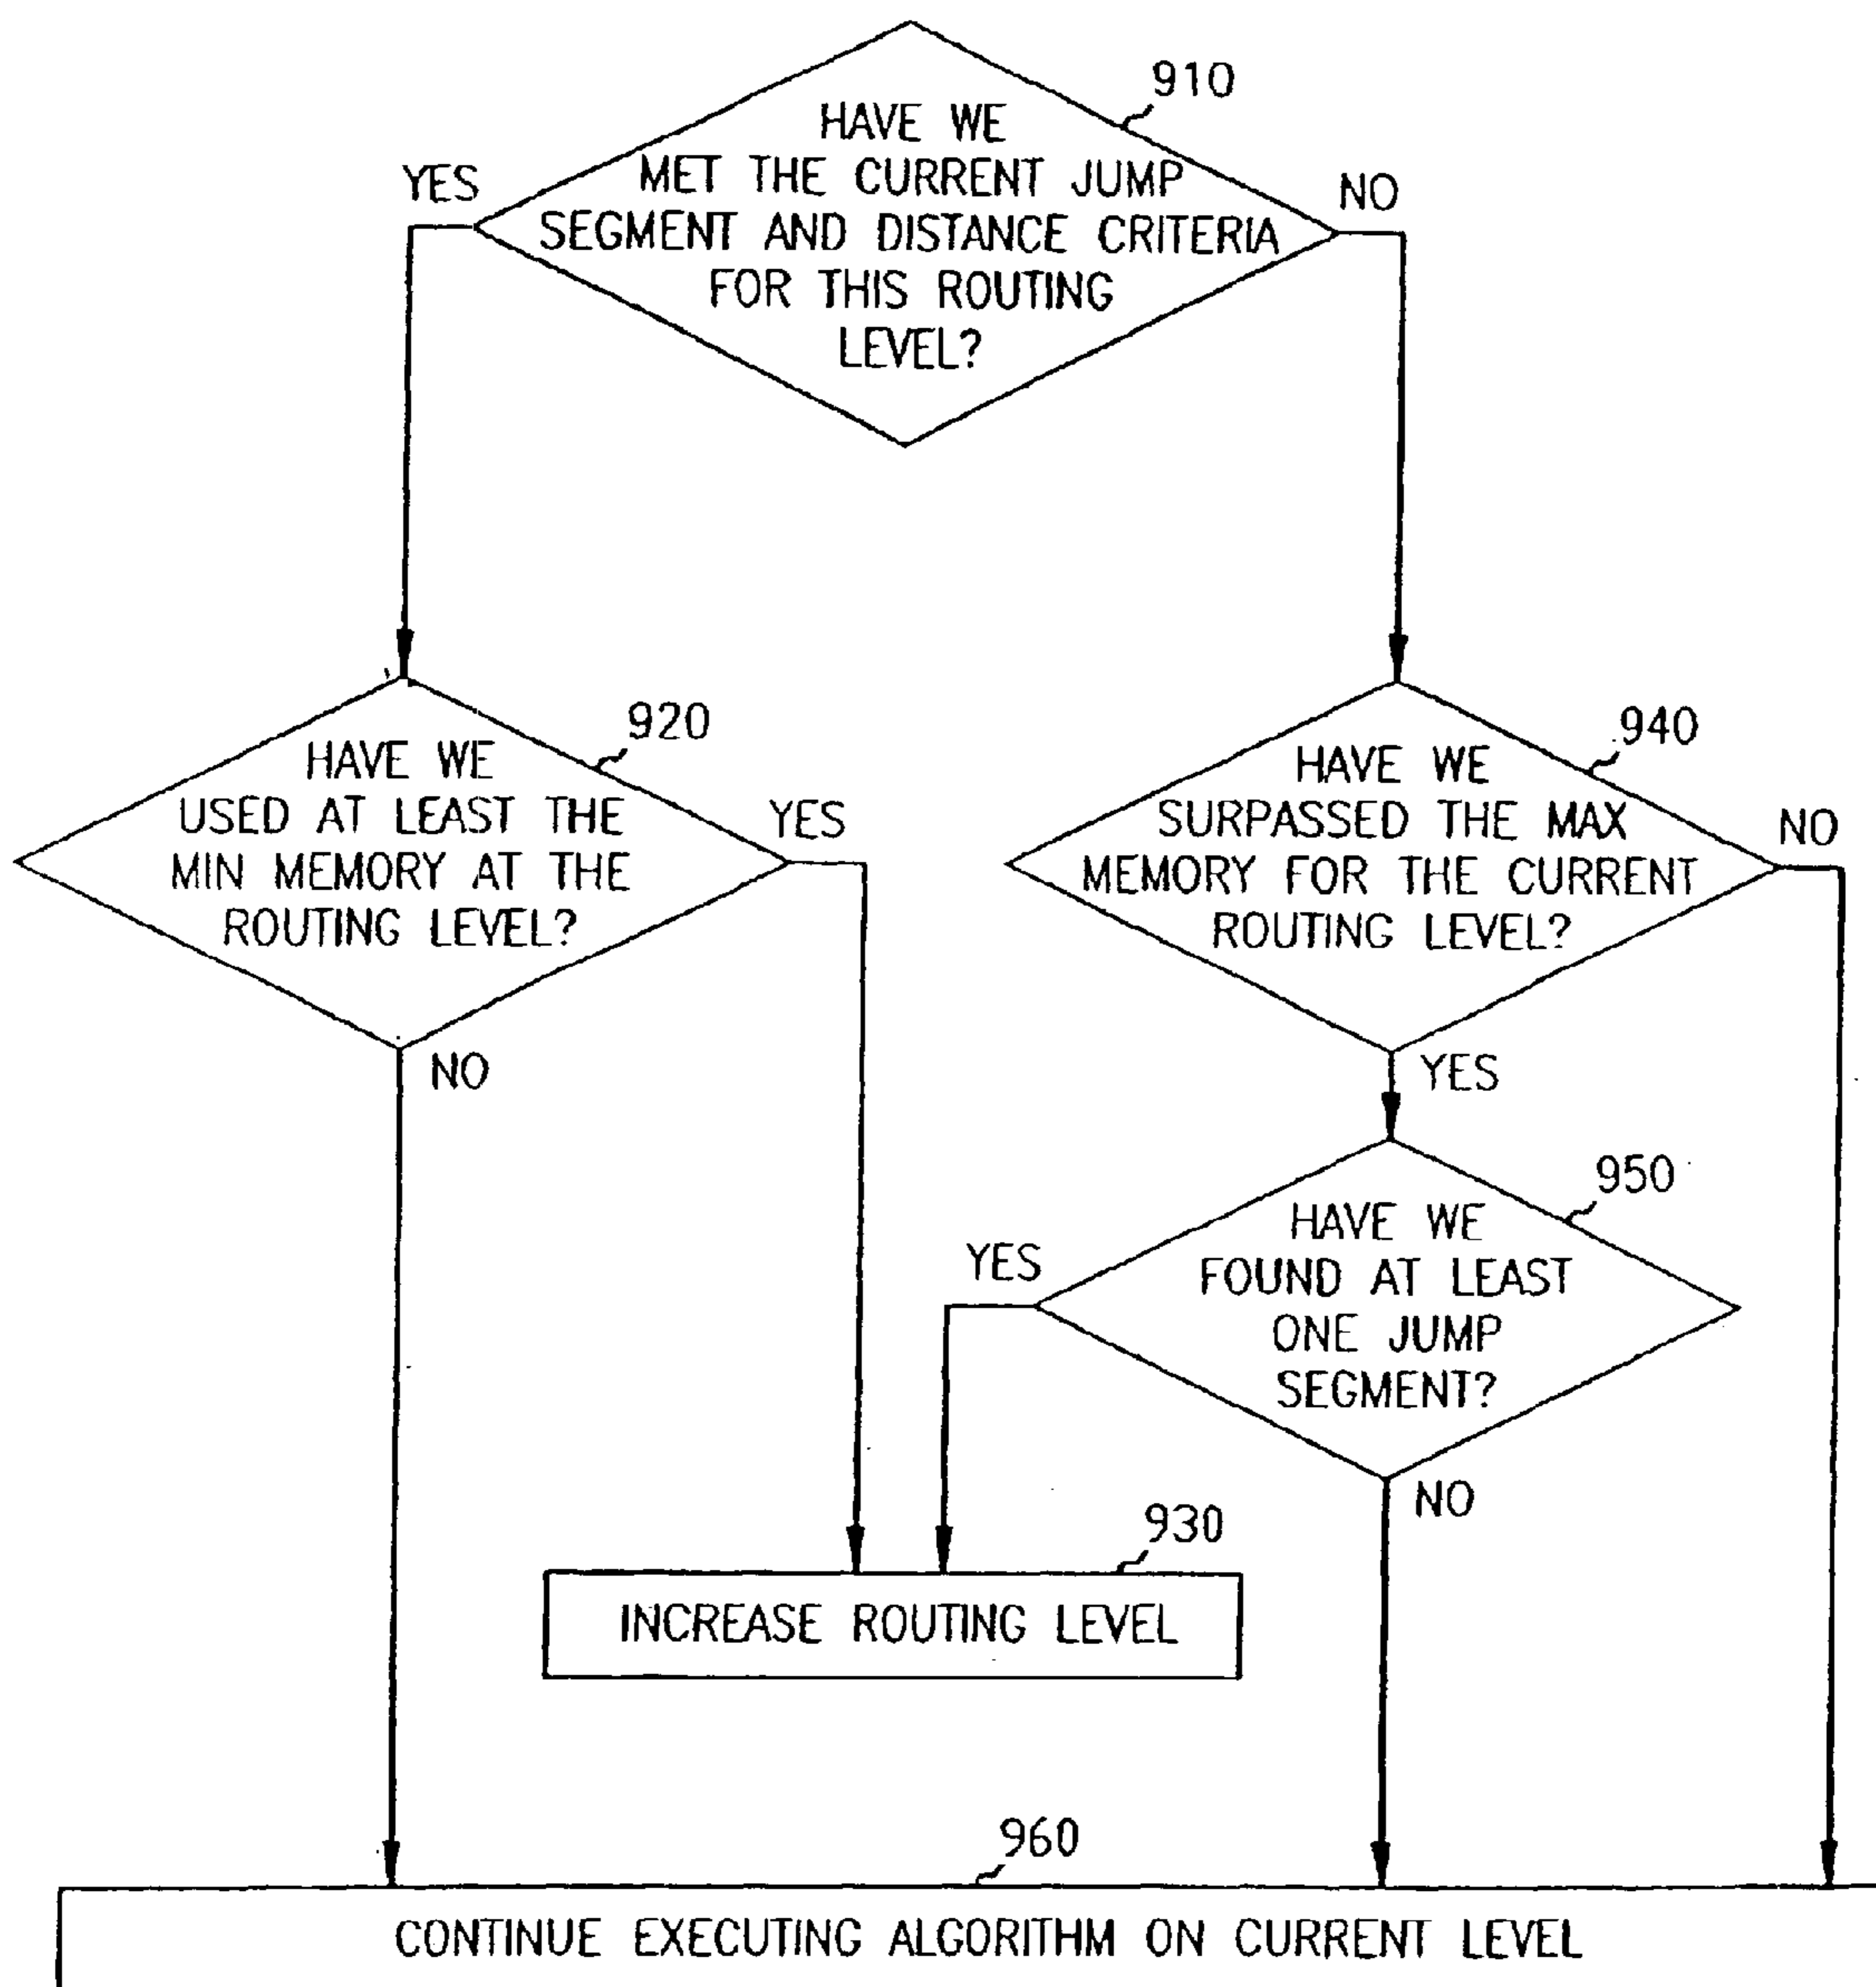 910
HAVE WE
MET THE CURRENT JUMP
SEGMENT AND DISTANCE CRITERIA
FOR THIS ROUTING
LEVEL?
YES
NO
920
HAVE WE
USED AT LEAST THE
MIN MEMORY AT THE
ROUTING LEVEL?
YES
NO
940
HAVE WE
SURPASSED THE MAX
MEMORY FOR THE CURRENT
ROUTING LEVEL?
NO
YES
950
HAVE WE
FOUND AT LEAST
ONE JUMP
SEGMENT?
YES
NO
930
INCREASE ROUTING LEVEL
960
CONTINUE EXECUTING ALGORITHM ON CURRENT LEVEL